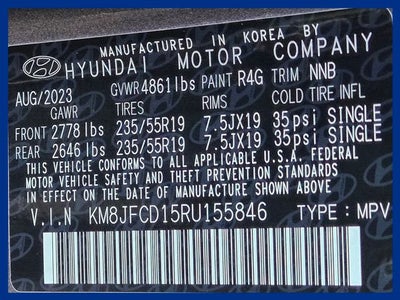 MANUFACTURED IN KOREA BY
HYUNDAI MOTOR COMPANY
AUG/2023 GVWR 4861 lbs PAINT R4G TRIM NNB
GAWR TIRES RIMS COLD TIRE INFL
FRONT 2778 lbs 235/55R19 7.5JX19 35psi SINGLE
REAR 2646 lbs 235/55R19 7.5JX19 35psi SINGLE
THIS VEHICLE CONFORMS TO ALL APPLICABLE U.S.A. FEDERAL
MOTOR VEHICLE SAFETY, BUMPER, AND THEFT PREVENTION
STANDARDS IN EFFECT ON THE DATE OF MANUFACTURE SHOWN ABOVE.
V.I.N KM8JFCD15RU155846 TYPE : MPV